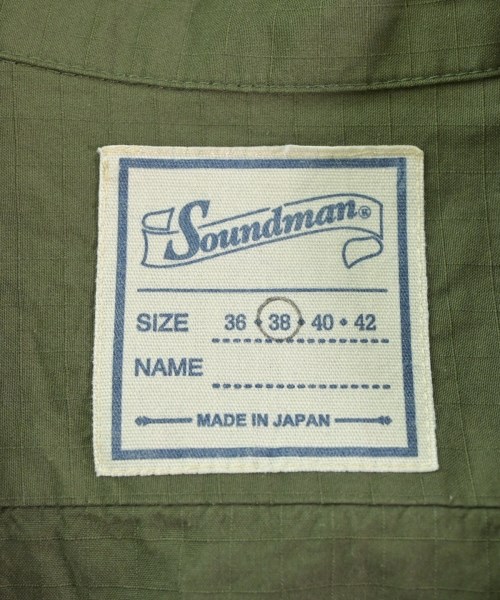 Soundman®
SIZE 36 • 38 • 40 • 42
NAME
MADE IN JAPAN